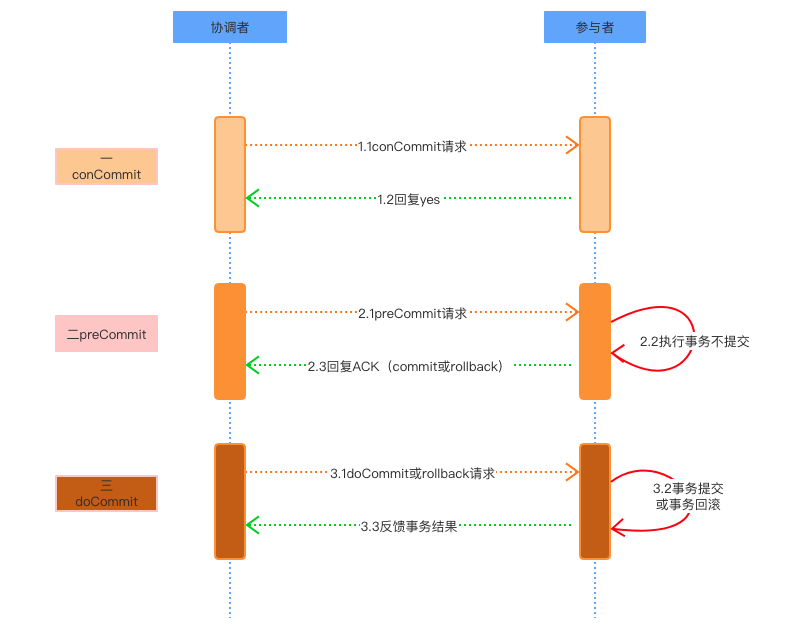 协调者
参与者
一
conCommit
1.1conCommit请求
1.2回复yes
二preCommit
2.1preCommit请求
2.2执行事务不提交
2.3回复ACK（commit或rollback）
三
doCommit
3.1doCommit或rollback请求
3.2事务提交
或事务回滚
3.3反馈事务结果